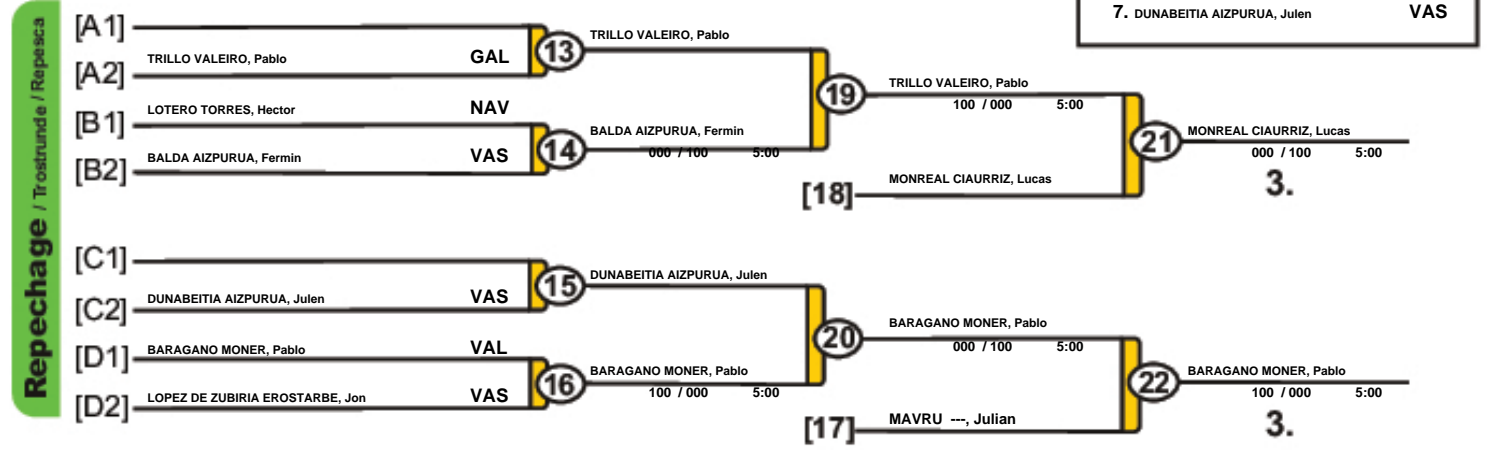 7. DUNABEITIA AIZPURUA, Julen VAS
Repechage / Trostrunde / Repesca
[A1]
TRILLO VALEIRO, Pablo GAL
[A2]
13
TRILLO VALEIRO, Pablo
LOTERO TORRES, Hector NAV
[B1]
BALDA AIZPURUA, Fermin VAS
[B2]
14
BALDA AIZPURUA, Fermin
000 / 100 5:00
19
TRILLO VALEIRO, Pablo
100 / 000 5:00
MONREAL CIAURRIZ, Lucas
[18]
21
MONREAL CIAURRIZ, Lucas
000 / 100 5:00
3.
[C1]
DUNABEITIA AIZPURUA, Julen VAS
[C2]
15
DUNABEITIA AIZPURUA, Julen
[D1] BARAGANO MONER, Pablo VAL
[D2] LOPEZ DE ZUBIRIA EROSTARBE, Jon VAS
16
BARAGANO MONER, Pablo
100 / 000 5:00
20
BARAGANO MONER, Pablo
000 / 100 5:00
[17] MAVRU ---, Julian
22
BARAGANO MONER, Pablo
100 / 000 5:00
3.